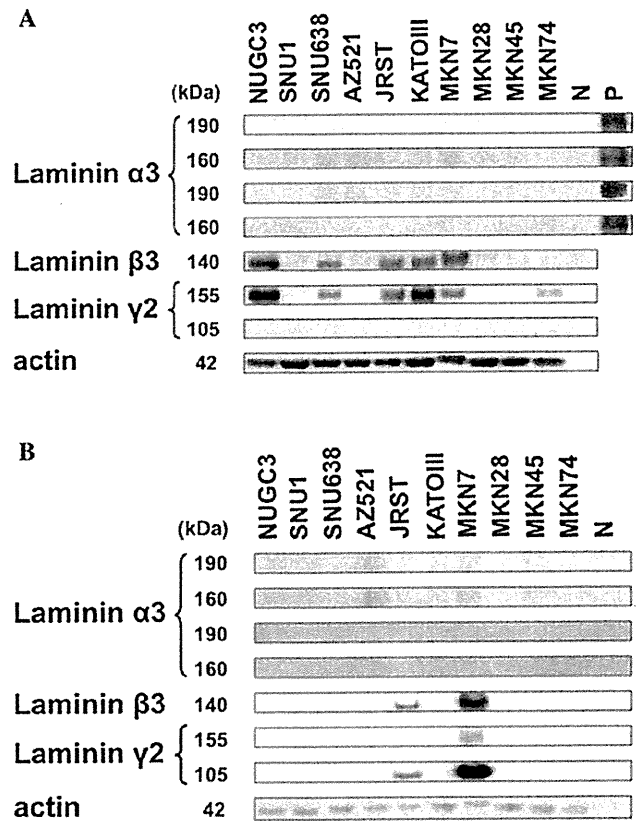 A
(kDa) NUGC3 SNU1 SNU638 AZ521 JRST KATOIII MKN7 MKN28 MKN45 MKN74 N P
190
Laminin α3 160
190
160
Laminin β3 140
Laminin γ2 155
105
actin 42
B
(kDa) NUGC3 SNU1 SNU638 AZ521 JRST KATOIII MKN7 MKN28 MKN45 MKN74 N
190
Laminin α3 160
190
160
Laminin β3 140
Laminin γ2 155
105
actin 42